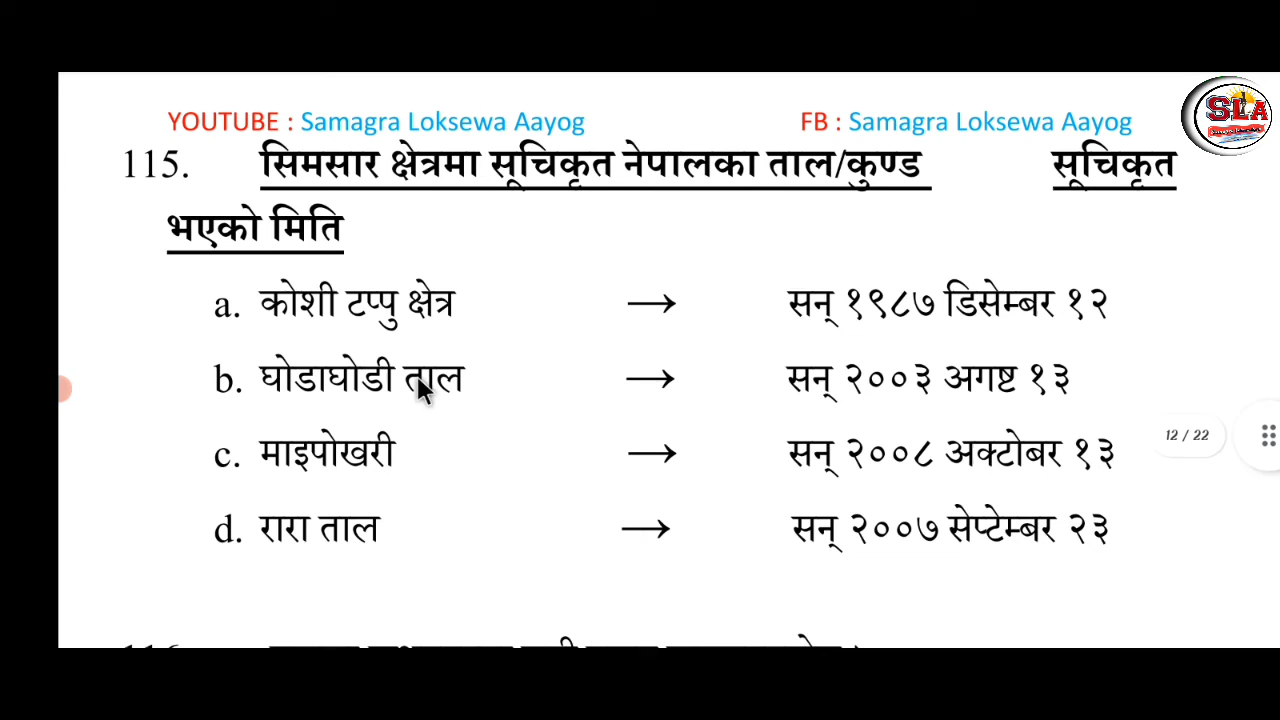 YOUTUBE : Samagra Loksewa Aayog FB : Samagra Loksewa Aayog
SLA
115. सिमसार क्षेत्रमा सूचिकृत नेपालका ताल/कुण्ड सूचिकृत
भएको मिति
a. कोशी टप्पु क्षेत्र → सन् १९८७ डिसेम्बर १२
b. घोडाघोडी ताल → सन् २००३ अगष्ट १३
c. माइपोखरी → सन् २००८ अक्टोबर १३
12 / 22
d. रारा ताल → सन् २००७ सेप्टेम्बर २३